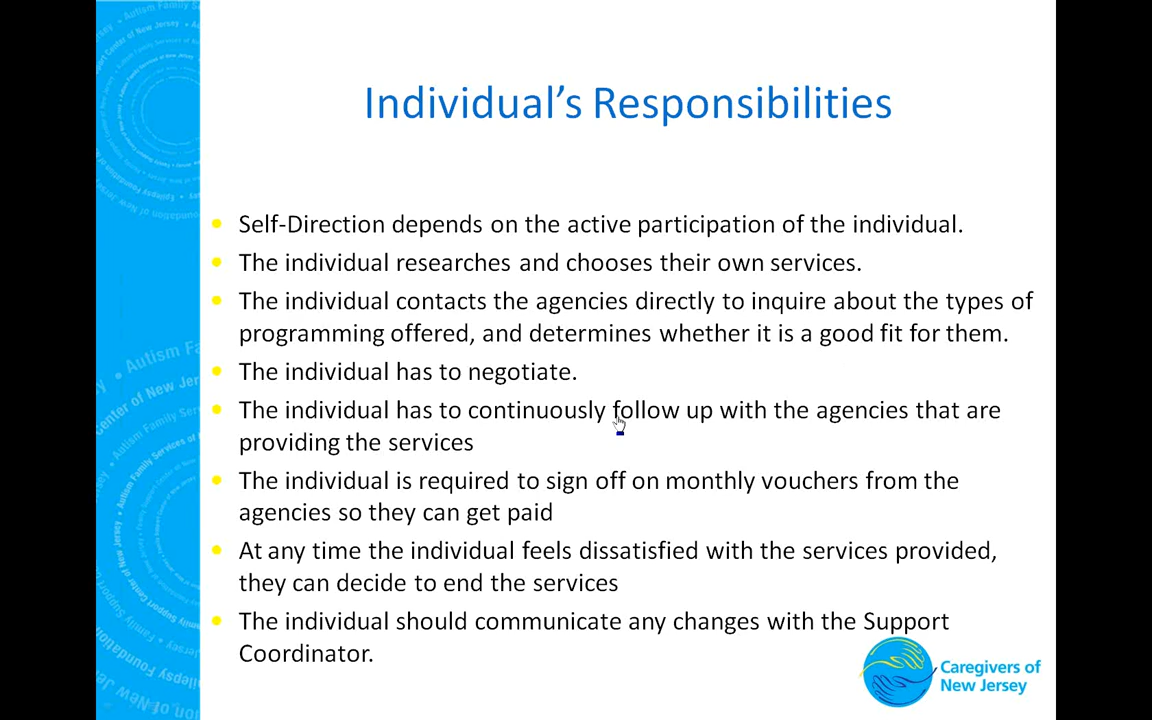 Individual's Responsibilities
Self-Direction depends on the active participation of the individual.
The individual researches and chooses their own services.
The individual contacts the agencies directly to inquire about the types of
programming offered, and determines whether it is a good fit for them.
The individual has to negotiate.
The individual has to continuously follow up with the agencies that are
providing the services
The individual is required to sign off on monthly vouchers from the
agencies so they can get paid
At any time the individual feels dissatisfied with the services provided,
they can decide to end the services
The individual should communicate any changes with the Support
Coordinator.
Caregivers of
New Jersey